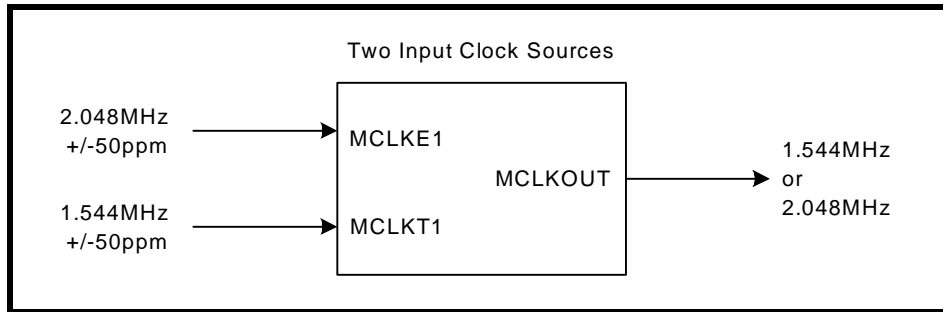 Two Input Clock Sources
2.048MHz
+/-50ppm
MCLKE1
MCLKOUT
1.544MHz
or
2.048MHz
1.544MHz
+/-50ppm
MCLKT1